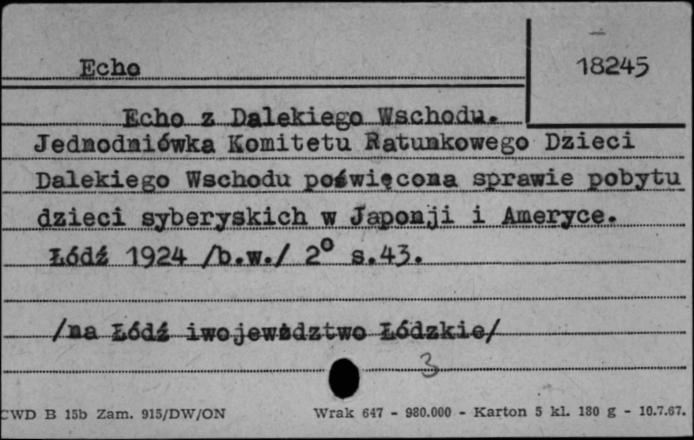 Echo
18245
Echo z Dalekiego Wschodu.
Jednodniówka Komitetu Ratunkowego Dzieci
Dalekiego Wschodu poświęcona sprawie pobytu
dzieci syberyskich w Japonji i Ameryce.
Łódź 1924 /b.w./ 2° s.43.
/na Łódź iwojewództwo Łódzkie/
3
CWD B 15b Zam. 915/DW/ON Wrak 647 - 980.000 - Karton 5 kl. 180 g - 10.7.67.